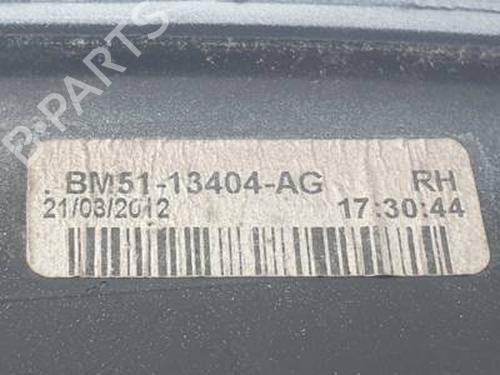 B-PARTS
. BM51-13404-AG RH
21/03/2012 17:30:44